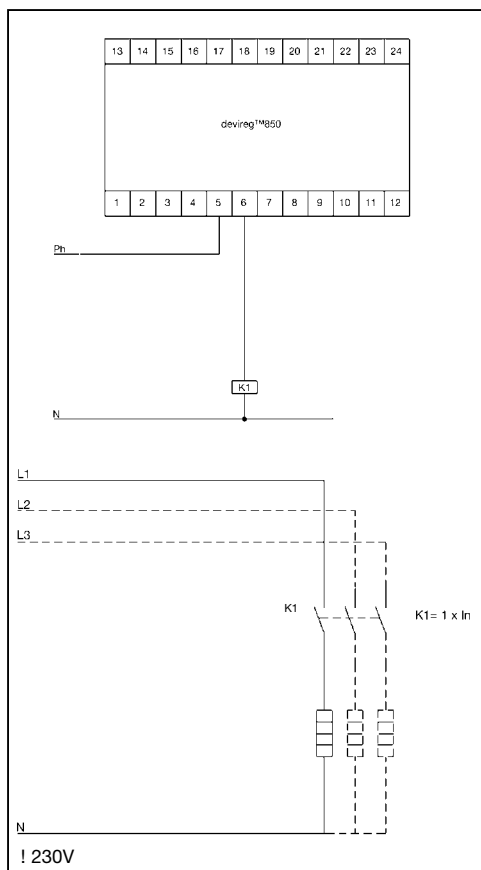 13 14 15 16 17 18 19 20 21 22 23 24
devireg™850
1 2 3 4 5 6 7 8 9 10 11 12
Ph
K1
N
L1
L2
L3
K1
K1= 1 x In
N
! 230V